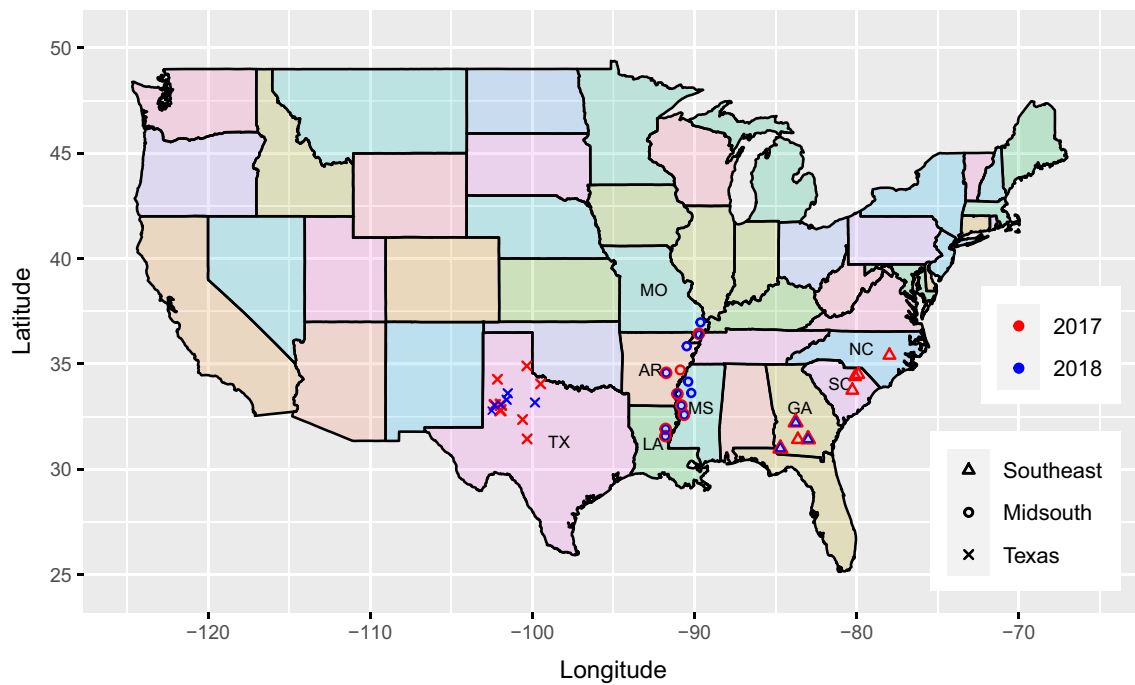 50
45
40
35
30
25
Latitude
−120
−110
−100
−90
−80
−70
Longitude
MO
AR
NC
SC
MS
GA
LA
TX
2017
2018
Southeast
Midsouth
Texas